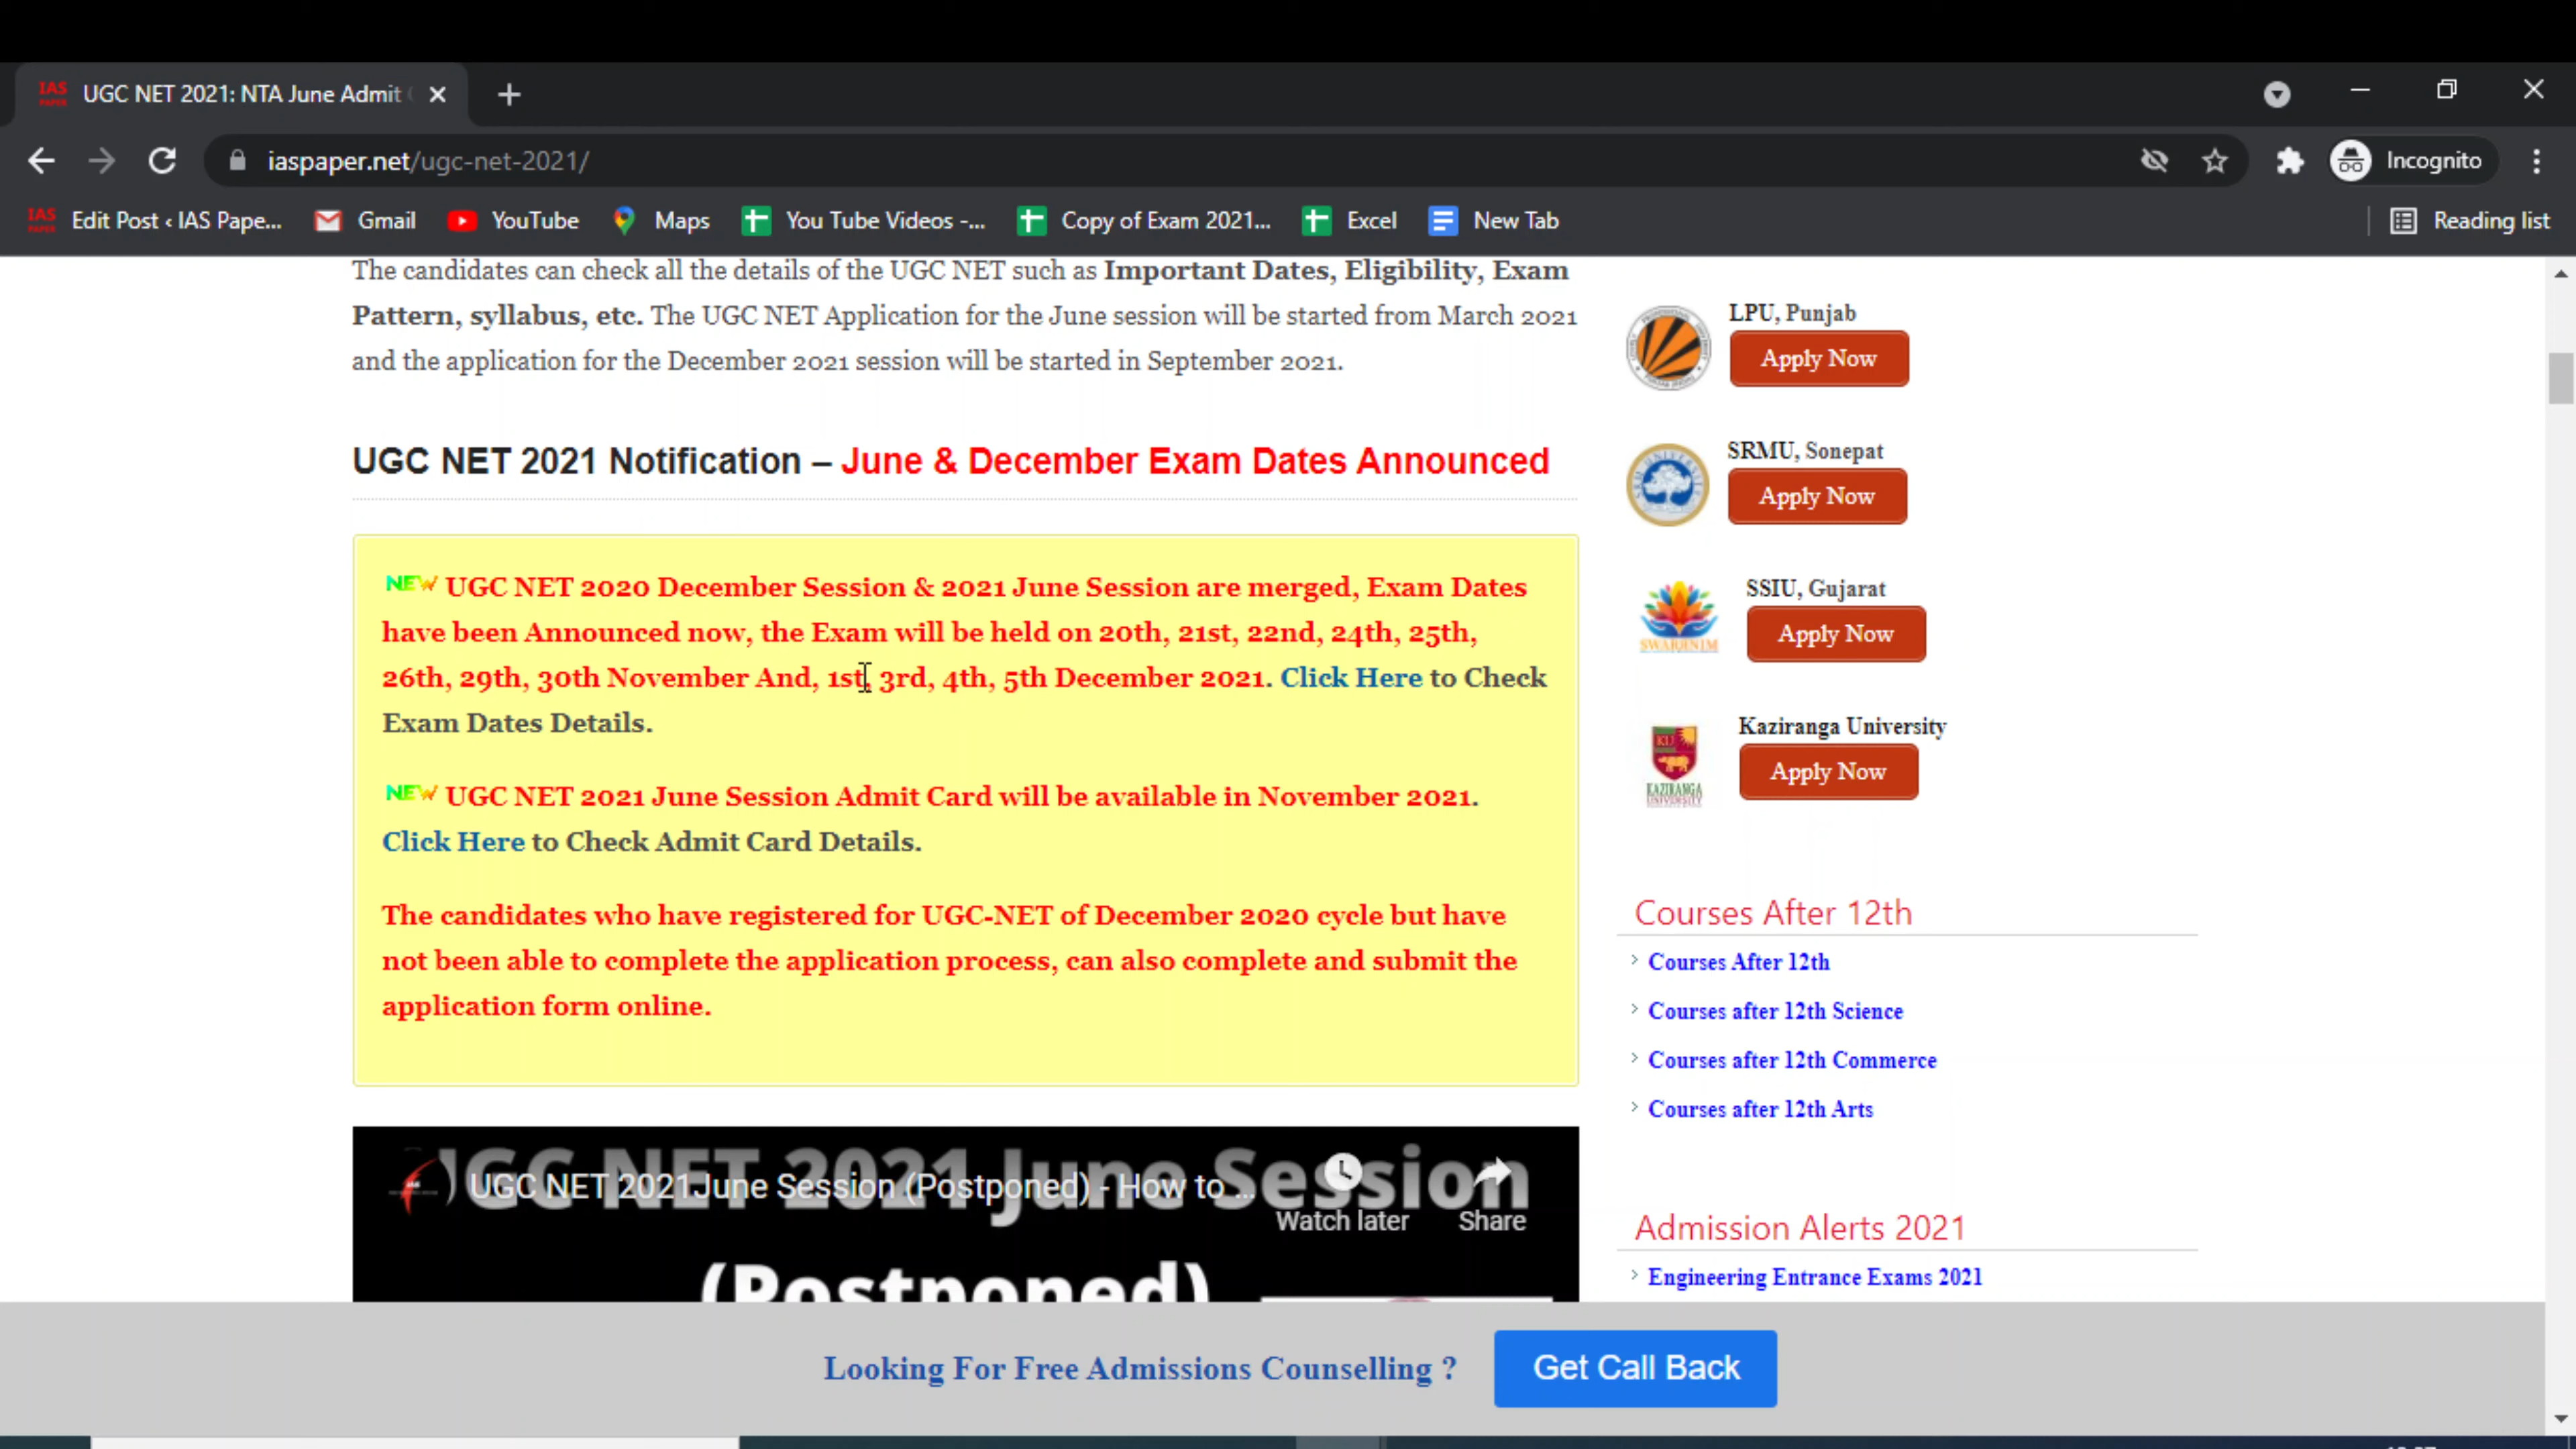 UGC NET 2021: NTA June Admit
iaspaper.net/ugc-net-2021/
Incognito
IAS PAPER Edit Post ‹ IAS Pape...
Gmail
YouTube
Maps
You Tube Videos -...
Copy of Exam 2021...
Excel
New Tab
Reading list
The candidates can check all the details of the UGC NET such as Important Dates, Eligibility, Exam
Pattern, syllabus, etc. The UGC NET Application for the June session will be started from March 2021
and the application for the December 2021 session will be started in September 2021.
UGC NET 2021 Notification – June & December Exam Dates Announced
NEW UGC NET 2020 December Session & 2021 June Session are merged, Exam Dates
have been Announced now, the Exam will be held on 20th, 21st, 22nd, 24th, 25th,
26th, 29th, 30th November And, 1st, 3rd, 4th, 5th December 2021. Click Here to Check
Exam Dates Details.
NEW UGC NET 2021 June Session Admit Card will be available in November 2021.
Click Here to Check Admit Card Details.
The candidates who have registered for UGC-NET of December 2020 cycle but have
not been able to complete the application process, can also complete and submit the
application form online.
UGC NET 2021 June Session
UGC NET 2021June Session (Postponed) - How to ...
Watch later
Share
(Postponed)
LPU, Punjab
Apply Now
SRMU, Sonepat
Apply Now
SSIU, Gujarat
SWARRNIM
Apply Now
Kaziranga University
KU
KAZIRANGA
UNIVERSITY
Apply Now
Courses After 12th
Courses After 12th
Courses after 12th Science
Courses after 12th Commerce
Courses after 12th Arts
Admission Alerts 2021
Engineering Entrance Exams 2021
Looking For Free Admissions Counselling ?
Get Call Back